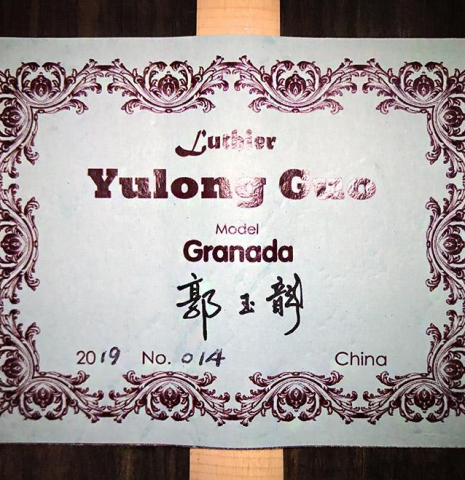 Luthier
Yulong Guo
Model
Granada
郭玉龍
2019 No. 014 China